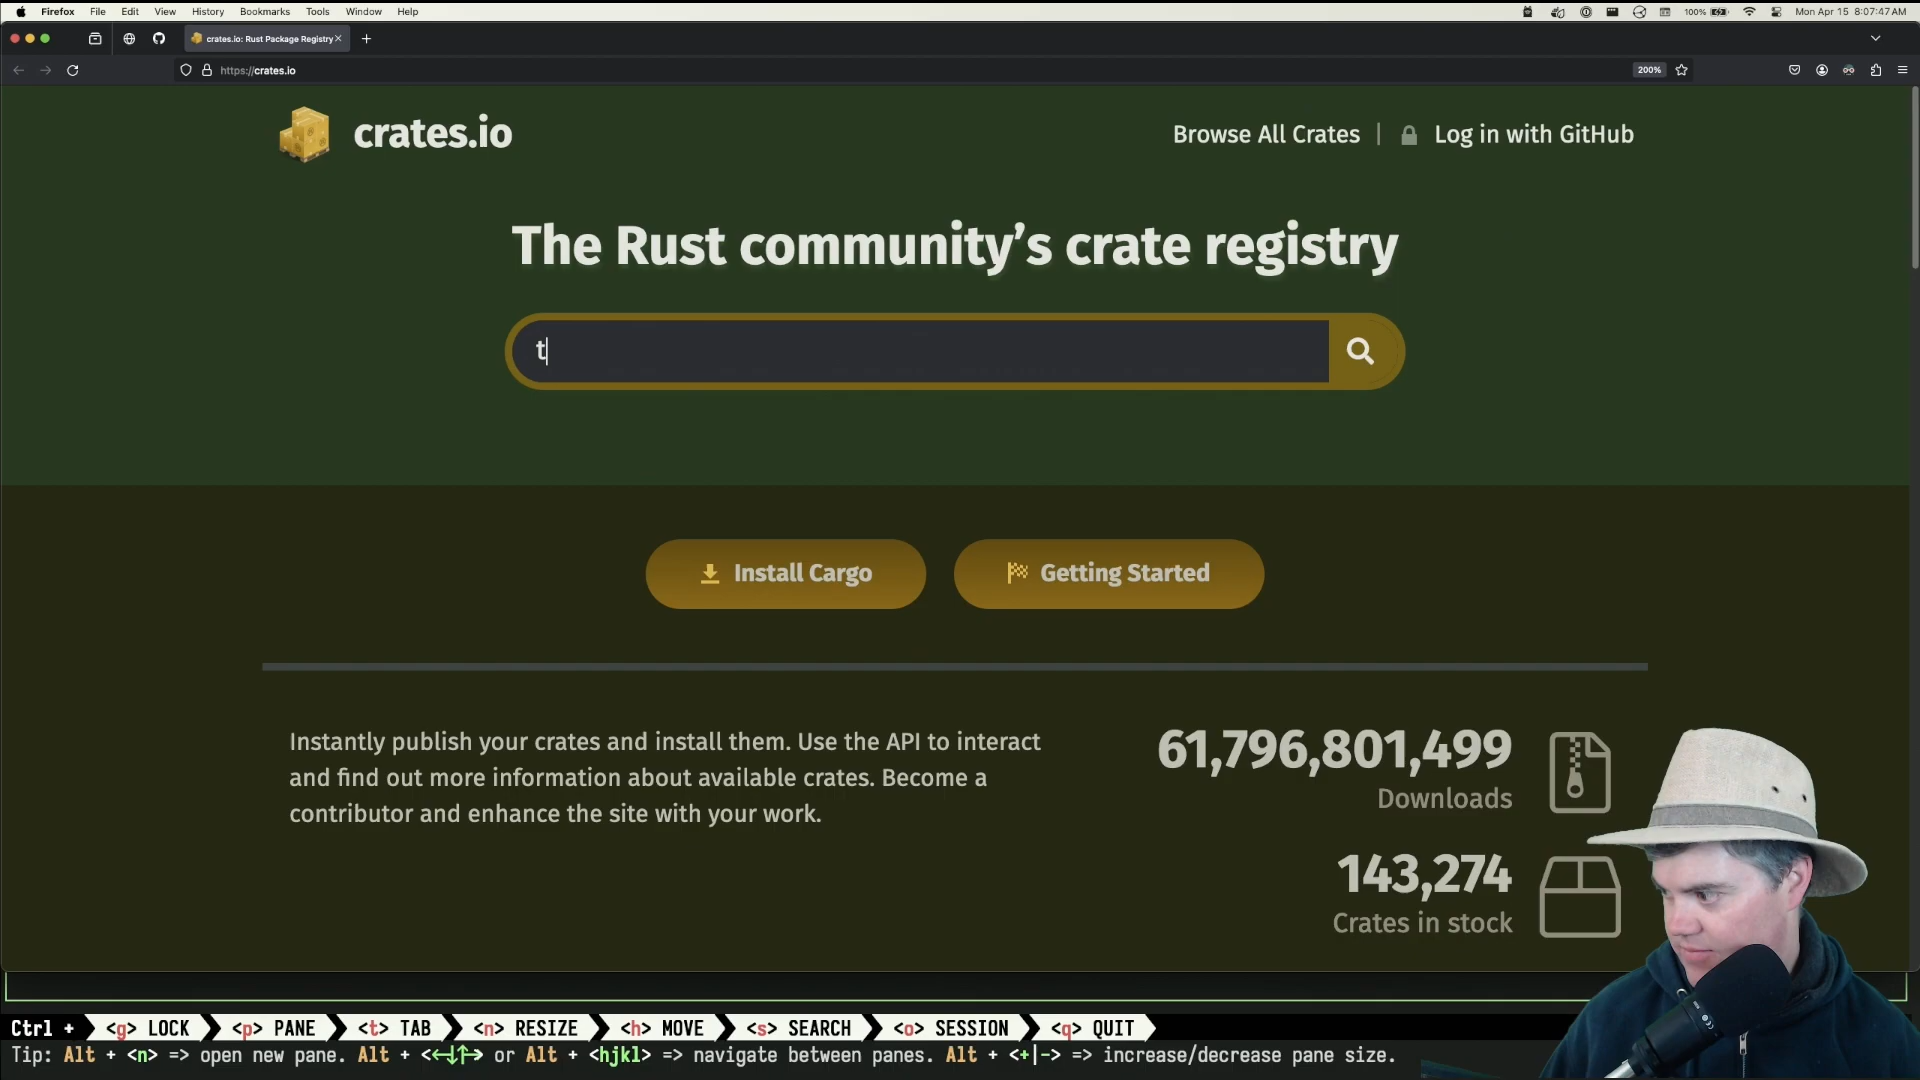 Firefox File Edit View History Bookmarks Tools Window Help 100% Mon Apr 15 8:07:47 AM
crates.io: Rust Package Registry
https://crates.io 200%
crates.io Browse All Crates | Log in with GitHub
The Rust community's crate registry
t
Install Cargo Getting Started
Instantly publish your crates and install them. Use the API to interact
and find out more information about available crates. Become a
contributor and enhance the site with your work.
61,796,801,499
Downloads
143,274
Crates in stock
Ctrl + <g> LOCK <p> PANE <t> TAB <n> RESIZE <h> MOVE <s> SEARCH <o> SESSION <q> QUIT
Tip: Alt + <n> => open new pane. Alt + <←↓↑→> or Alt + <hjkl> => navigate between panes. Alt + <+|-> => increase/decrease pane size.